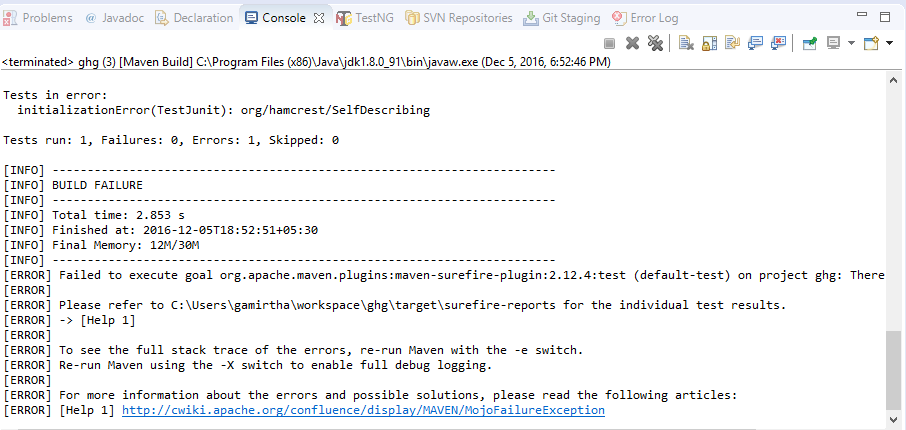 Problems @ Javadoc Declaration Console TestNG SVN Repositories Git Staging Error Log
<terminated> ghg (3) [Maven Build] C:\Program Files (x86)\Java\jdk1.8.0_91\bin\javaw.exe (Dec 5, 2016, 6:52:46 PM)
Tests in error:
  initializationError(TestJunit): org/hamcrest/SelfDescribing
Tests run: 1, Failures: 0, Errors: 1, Skipped: 0
[INFO] ------------------------------------------------------------------------
[INFO] BUILD FAILURE
[INFO] ------------------------------------------------------------------------
[INFO] Total time: 2.853 s
[INFO] Finished at: 2016-12-05T18:52:51+05:30
[INFO] Final Memory: 12M/30M
[INFO] ------------------------------------------------------------------------
[ERROR] Failed to execute goal org.apache.maven.plugins:maven-surefire-plugin:2.12.4:test (default-test) on project ghg: There
[ERROR]
[ERROR] Please refer to C:\Users\gamirtha\workspace\ghg\target\surefire-reports for the individual test results.
[ERROR] -> [Help 1]
[ERROR]
[ERROR] To see the full stack trace of the errors, re-run Maven with the -e switch.
[ERROR] Re-run Maven using the -X switch to enable full debug logging.
[ERROR]
[ERROR] For more information about the errors and possible solutions, please read the following articles:
[ERROR] [Help 1] http://cwiki.apache.org/confluence/display/MAVEN/MojoFailureException